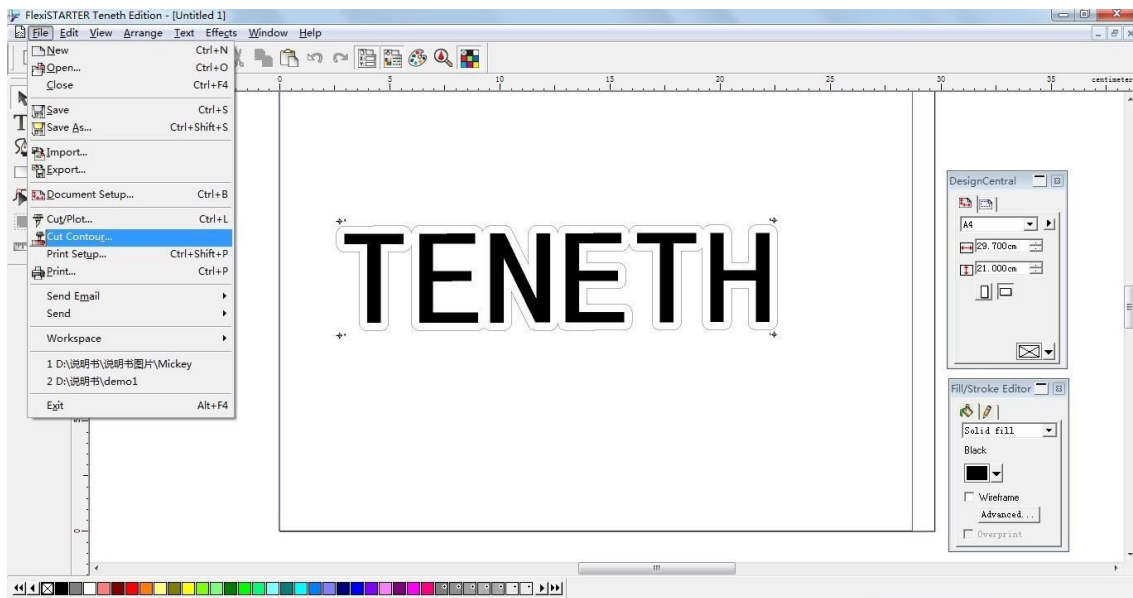 FlexiSTARTER Teneth Edition - [Untitled 1]
File Edit View Arrange Text Effects Window Help
New Ctrl+N
Open... Ctrl+O
Close Ctrl+F4
Save Ctrl+S
Save As... Ctrl+Shift+S
Import...
Export...
Document Setup... Ctrl+B
Cut/Plot... Ctrl+L
Cut Contour...
Print Setup... Ctrl+Shift+P
Print... Ctrl+P
Send Email
Send
Workspace
1 D:\说明书\说明书图片\Mickey
2 D:\说明书\demo1
Exit Alt+F4
0 5 10 15 20 25 30 35 centimeter
TENETH
DesignCentral
A4
29.700cm
21.000cm
Fill/Stroke Editor
Solid fill
Black
Wireframe
Advanced...
Overprint
5
0